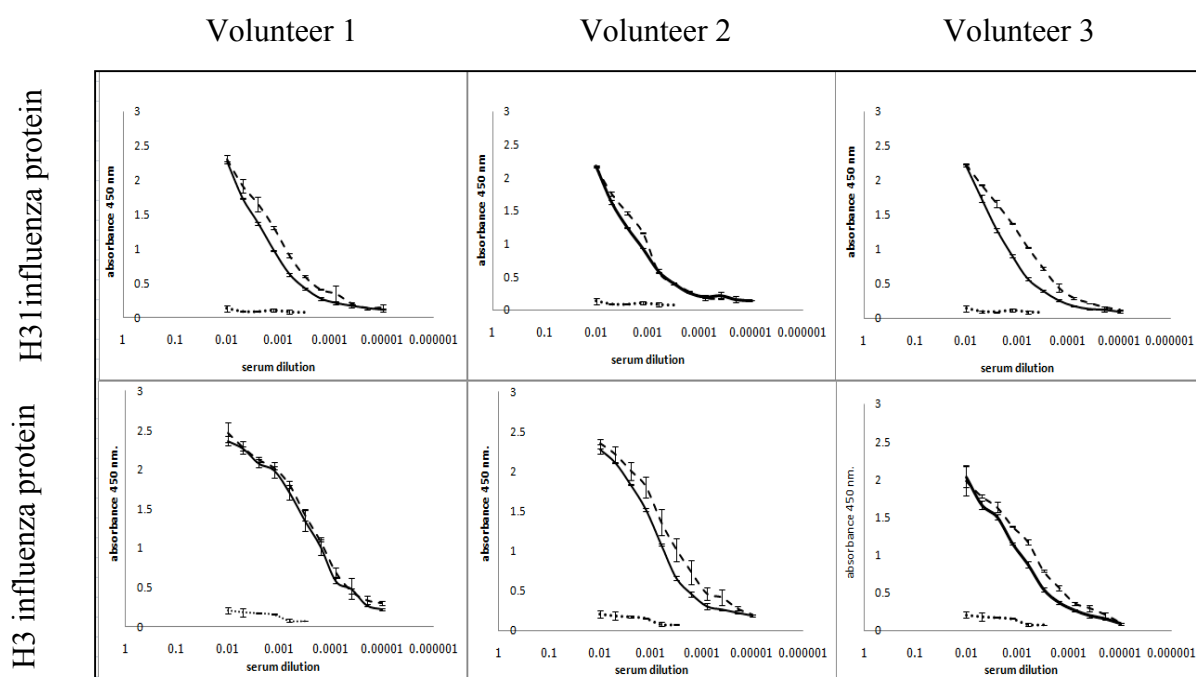 Volunteer 1 Volunteer 2 Volunteer 3
H31influenza protein
3 3 3
2.5 2.5 2.5
2 2 2
1.5 1.5 1.5
1 1 1
0.5 0.5 0.5
0 0 0
absorbance 450 nm absorbance 450 nm absorbance 450 nm
1 0.1 0.01 0.001 0.0001 0.00001 0.000001 1 0.1 0.01 0.001 0.0001 0.00001 0.000001 1 0.1 0.01 0.001 0.0001 0.00001 0.000001
serum dilution serum dilution serum dilution
H3 influenza protein
3 3 3
2.5 2.5 2.5
2 2 2
1.5 1.5 1.5
1 1 1
0.5 0.5 0.5
0 0 0
absorbance 450 nm. absorbance 450 nm. absorbance 450 nm.
1 0.1 0.01 0.001 0.0001 0.00001 0.000001 1 0.1 0.01 0.001 0.0001 0.00001 0.000001 1 0.1 0.01 0.001 0.0001 0.00001 0.000001
serum dilution serum dilution serum dilution